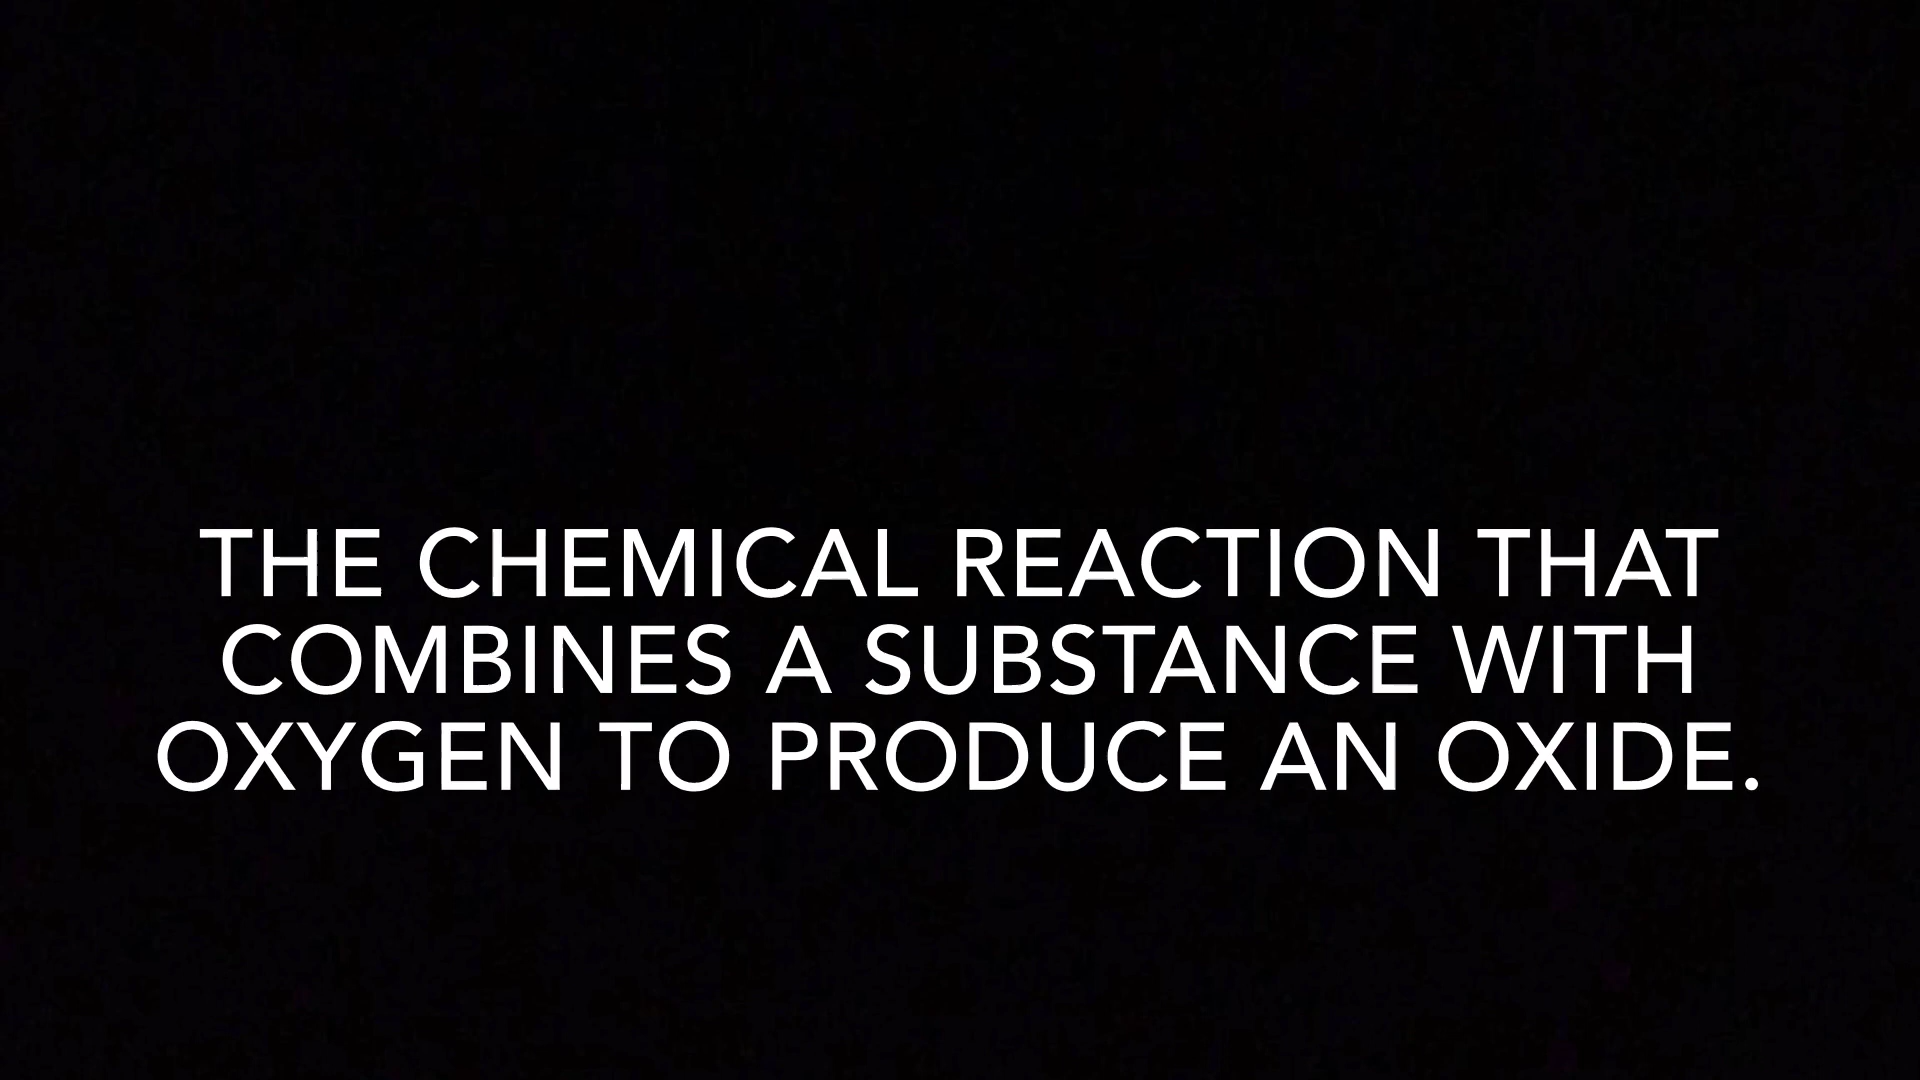 THE CHEMICAL REACTION THAT
COMBINES A SUBSTANCE WITH
OXYGEN TO PRODUCE AN OXIDE.